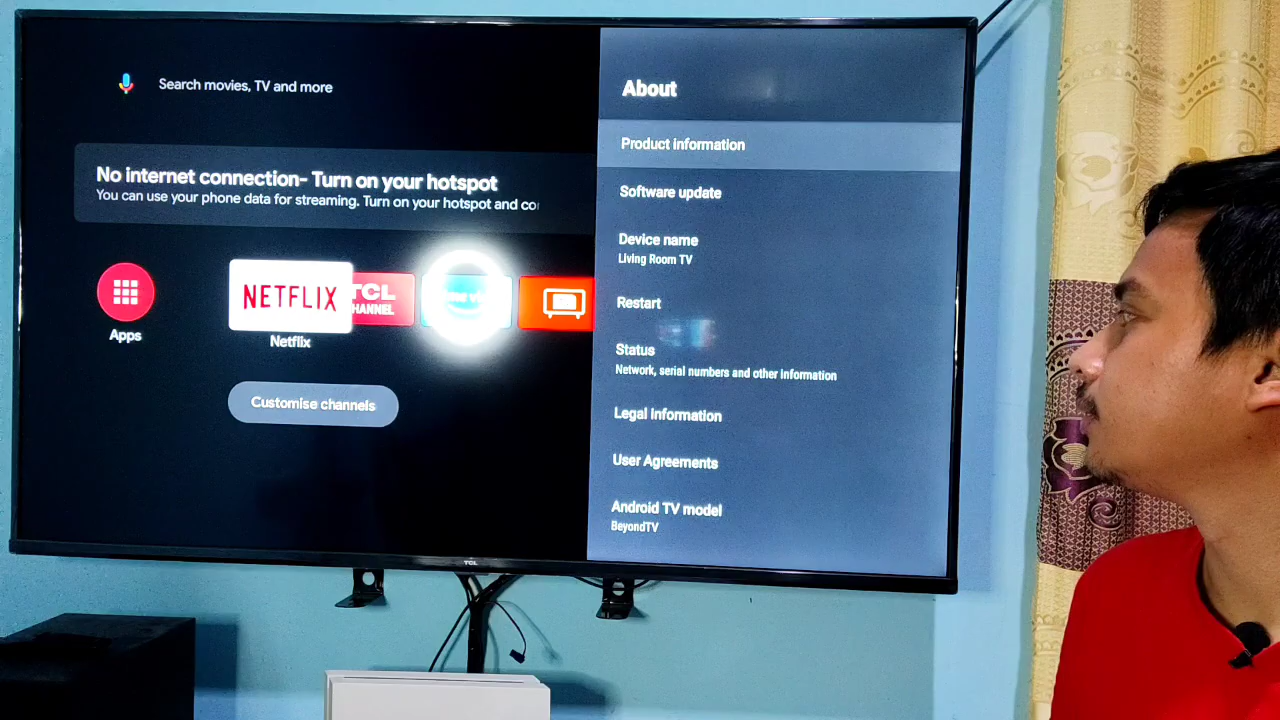 Search movies, TV and more
No internet connection- Turn on your hotspot
You can use your phone data for streaming. Turn on your hotspot and
Apps
NETFLIX
TCL
CHANNEL
Netflix
Customise channels
About
Product information
Software update
Device name
Living Room TV
Restart
Status
Network, serial numbers and other information
Legal information
User Agreements
Android TV model
BeyondTV
TCL